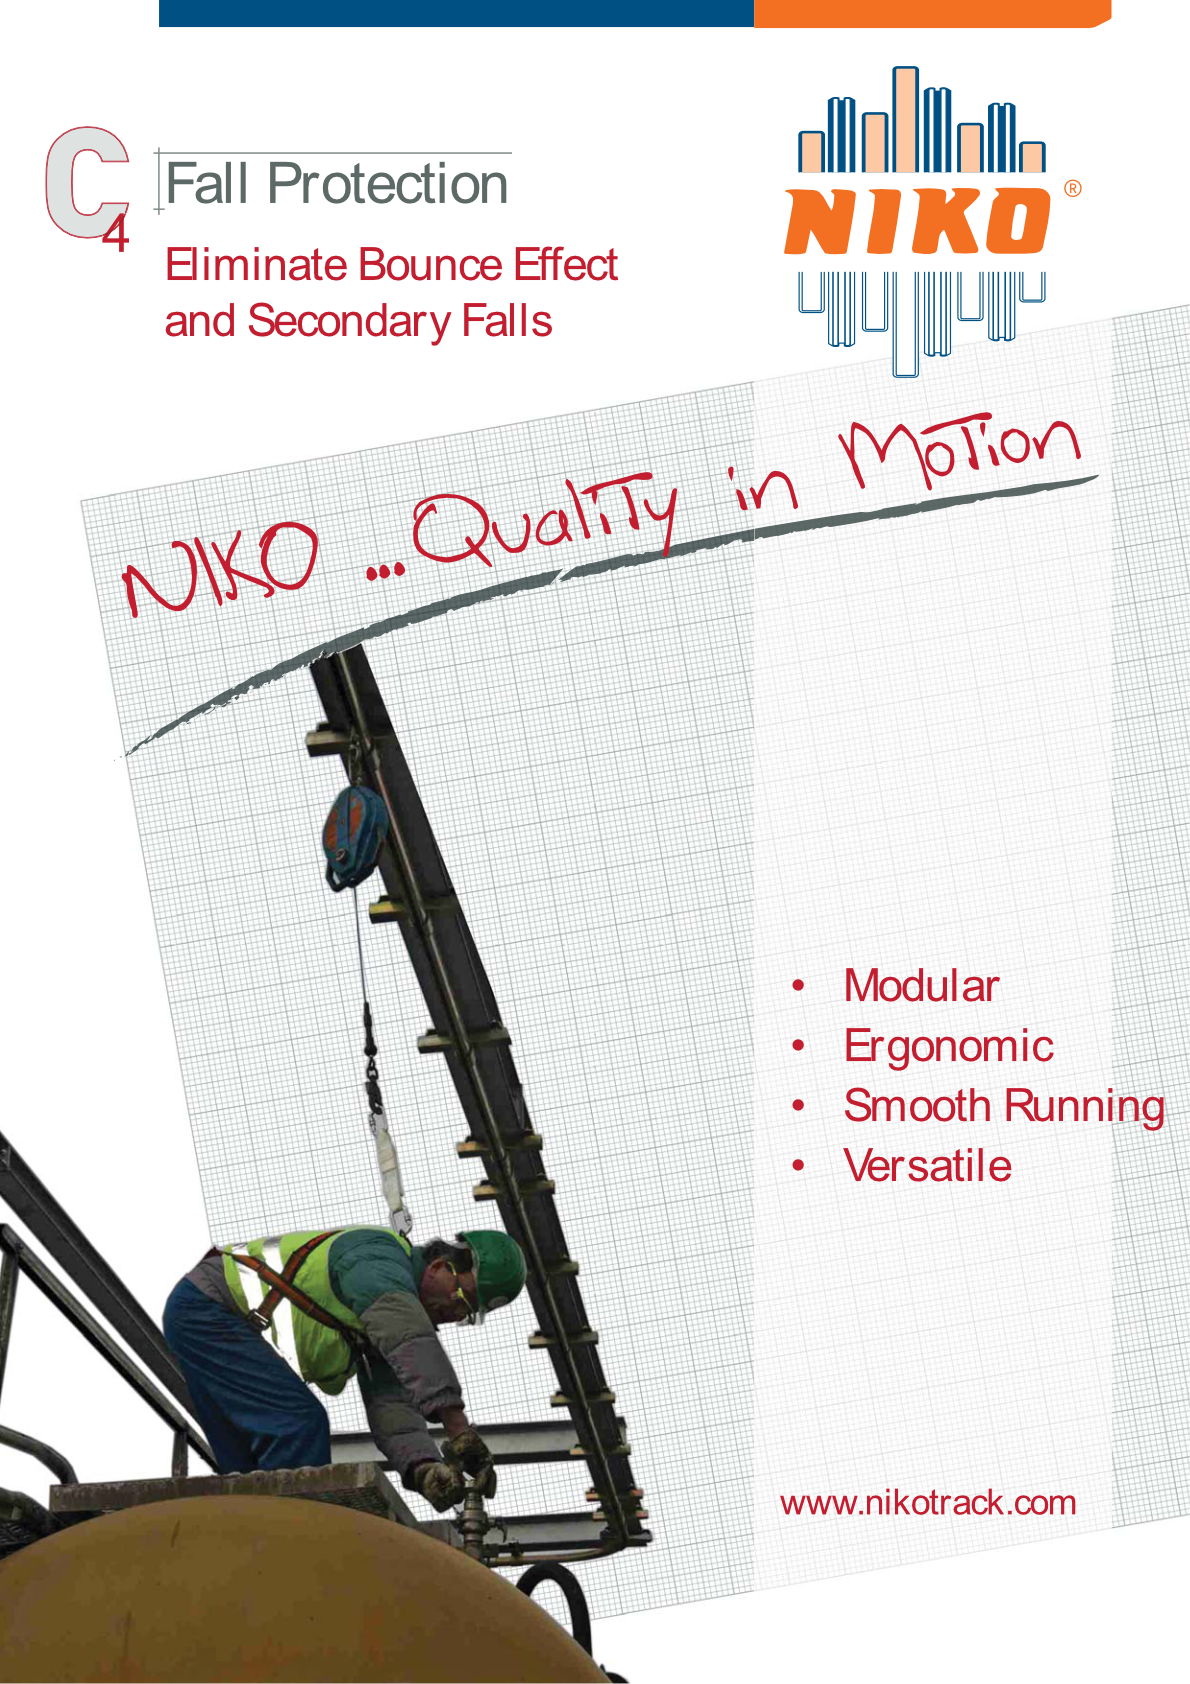 C4
Fall Protection
Eliminate Bounce Effect
and Secondary Falls
NIKO®
NIKO ...Quality in Motion
• Modular
• Ergonomic
• Smooth Running
• Versatile
www.nikotrack.com